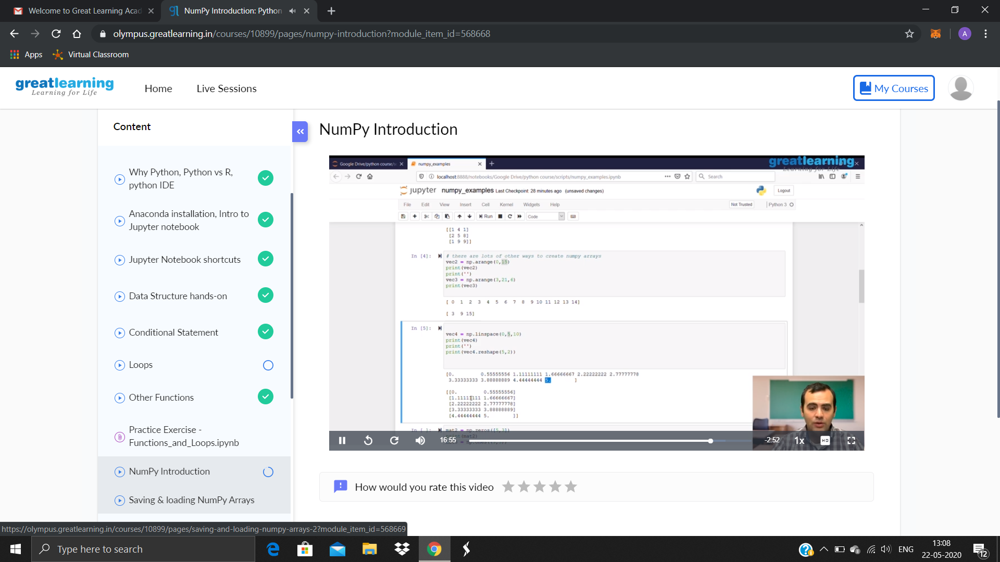 Welcome to Great Learning Acad
NumPy Introduction: Python
olympus.greatlearning.in/courses/10899/pages/numpy-introduction?module_item_id=568668
A
Apps
Virtual Classroom
greatlearning
Learning for Life
Home
Live Sessions
My Courses
Content
Why Python, Python vs R,
python IDE
Anaconda installation, Intro to
Jupyter notebook
Jupyter Notebook shortcuts
Data Structure hands-on
Conditional Statement
Loops
Other Functions
Practice Exercise -
Functions_and_Loops.ipynb
NumPy Introduction
Saving & loading NumPy Arrays
NumPy Introduction
Google Drive/python course/s
numpy_examples
greatlearning
Learning for Life
localhost:8888/notebooks/Google Drive/python course/scripts/numpy_examples.ipynb
Search
jupyter numpy_examples Last Checkpoint: 28 minutes ago (unsaved changes)
Logout
File Edit View Insert Cell Kernel Widgets Help
Not Trusted
Python 3
Run
Code
[[1 4 1]
[2 5 8]
[1 9 9]]
In [4]:
# there are lots of other ways to create numpy arrays
vec2 = np.arange(0,15)
print(vec2)
print('')
vec3 = np.arange(3,21,6)
print(vec3)
[ 0 1 2 3 4 5 6 7 8 9 10 11 12 13 14]
[ 3 9 15]
In [5]:
vec4 = np.linspace(0,5,10)
print(vec4)
print('')
print(vec4.reshape(5,2))
[0. 0.55555556 1.11111111 1.66666667 2.22222222 2.77777778
3.33333333 3.88888889 4.44444444 5. ]
[[0. 0.55555556]
[1.11111111 1.66666667]
[2.22222222 2.77777778]
[3.33333333 3.88888889]
[4.44444444 5. ]]
In [ ]:
mat2 = np.zeros([5,3])
print(mat2)
16:55
-2:52
1x
HD
How would you rate this video
https://olympus.greatlearning.in/courses/10899/pages/saving-and-loading-numpy-arrays-2?module_item_id=568669
Type here to search
ENG
13:08
22-05-2020
12